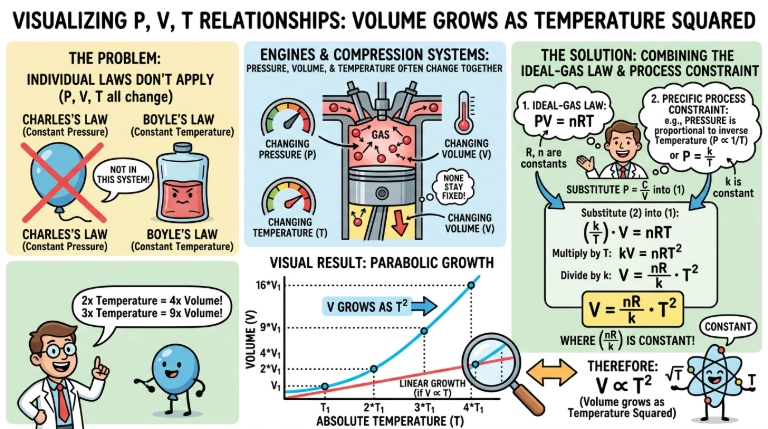 VISUALIZING P, V, T RELATIONSHIPS: VOLUME GROWS AS TEMPERATURE SQUARED
THE PROBLEM:
INDIVIDUAL LAWS DON'T APPLY
(P, V, T all change)
CHARLE'S LAW
(Constant Pressure)
BOYLE'S LAW
(Constant Temperature)
NOT IN
THIS SYSTEM!
CHARLE'S LAW
(Constant Pressure)
BOYLE'S LAW
(Constant Temperature)
ENGINES & COMPRESSION SYSTEMS:
PRESSURE, VOLUME, & TEMPERATURE OFTEN CHANGE TOGETHER
GAS
CHANGING
PRESSURE (P)
CHANGING
VOLUME (V)
NONE
STAY
FIXED!
CHANGING
TEMPERATURE (T)
CHANGING
VOLUME (V)
THE SOLUTION: COMBINING THE
IDEAL-GAS LAW & PROCESS CONSTRAINT
1. IDEAL-GAS LAW:
PV = nRT
R, n are
constants
2. PRECIFIC PROCESS
CONSTRAINT:
e.g., PRESSURE is
proportional to inverse
Temperature (P ∝ 1/T)
or P = k/T
k is
constant
SUBSTITUTE P = C/V into (1)
Substitute (2) into (1):
(k/T) · V = nRT
Multiply by T: kV = nRT²
Divide by k: V = nR/k · T²
V = nR/k · T²
WHERE (nR/k) IS CONSTANT!
2x Temperature = 4x Volume!
3x Temperature = 9x Volume!
VISUAL RESULT: PARABOLIC GROWTH
VOLUME (V)
16*V₁
9*V₁
4*V₁
2*V₁
V₁
V GROWS AS T²
LINEAR GROWTH
(if V ∝ T)
T₁
2*T₁
3*T₁
4*T₁
ABSOLUTE TEMPERATURE (T)
THEREFORE:
V ∝ T²
(Volume grows as
Temperature Squared)
CONSTANT
√T
T